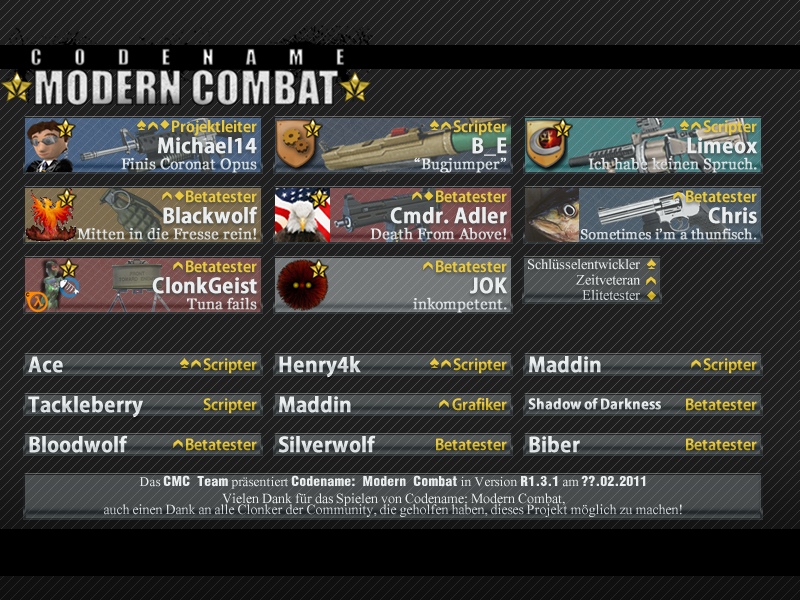 CODENAME
MODERN COMBAT
Projektleiter
Michael14
Finis Coronat Opus
Scripter
B_E
“Bugjumper”
Scripter
Limeox
Ich habe keinen Spruch.
Betatester
Blackwolf
Mitten in die Fresse rein!
Betatester
Cmdr. Adler
Death From Above!
Betatester
Chris
Sometimes i'm a thunfisch.
Betatester
ClonkGeist
Tuna fails
Betatester
JOK
inkompetent.
Schlüsselentwickler
Zeitveteran
Elitetester
Ace Scripter
Henry4k Scripter
Maddin Scripter
Tackleberry Scripter
Maddin Grafiker
Shadow of Darkness Betatester
Bloodwolf Betatester
Silverwolf Betatester
Biber Betatester
Das CMC Team präsentiert Codename: Modern Combat in Version R1.3.1 am ??.02.2011
Vielen Dank für das Spielen von Codename: Modern Combat,
auch einen Dank an alle Clonker der Community, die geholfen haben, dieses Projekt möglich zu machen!